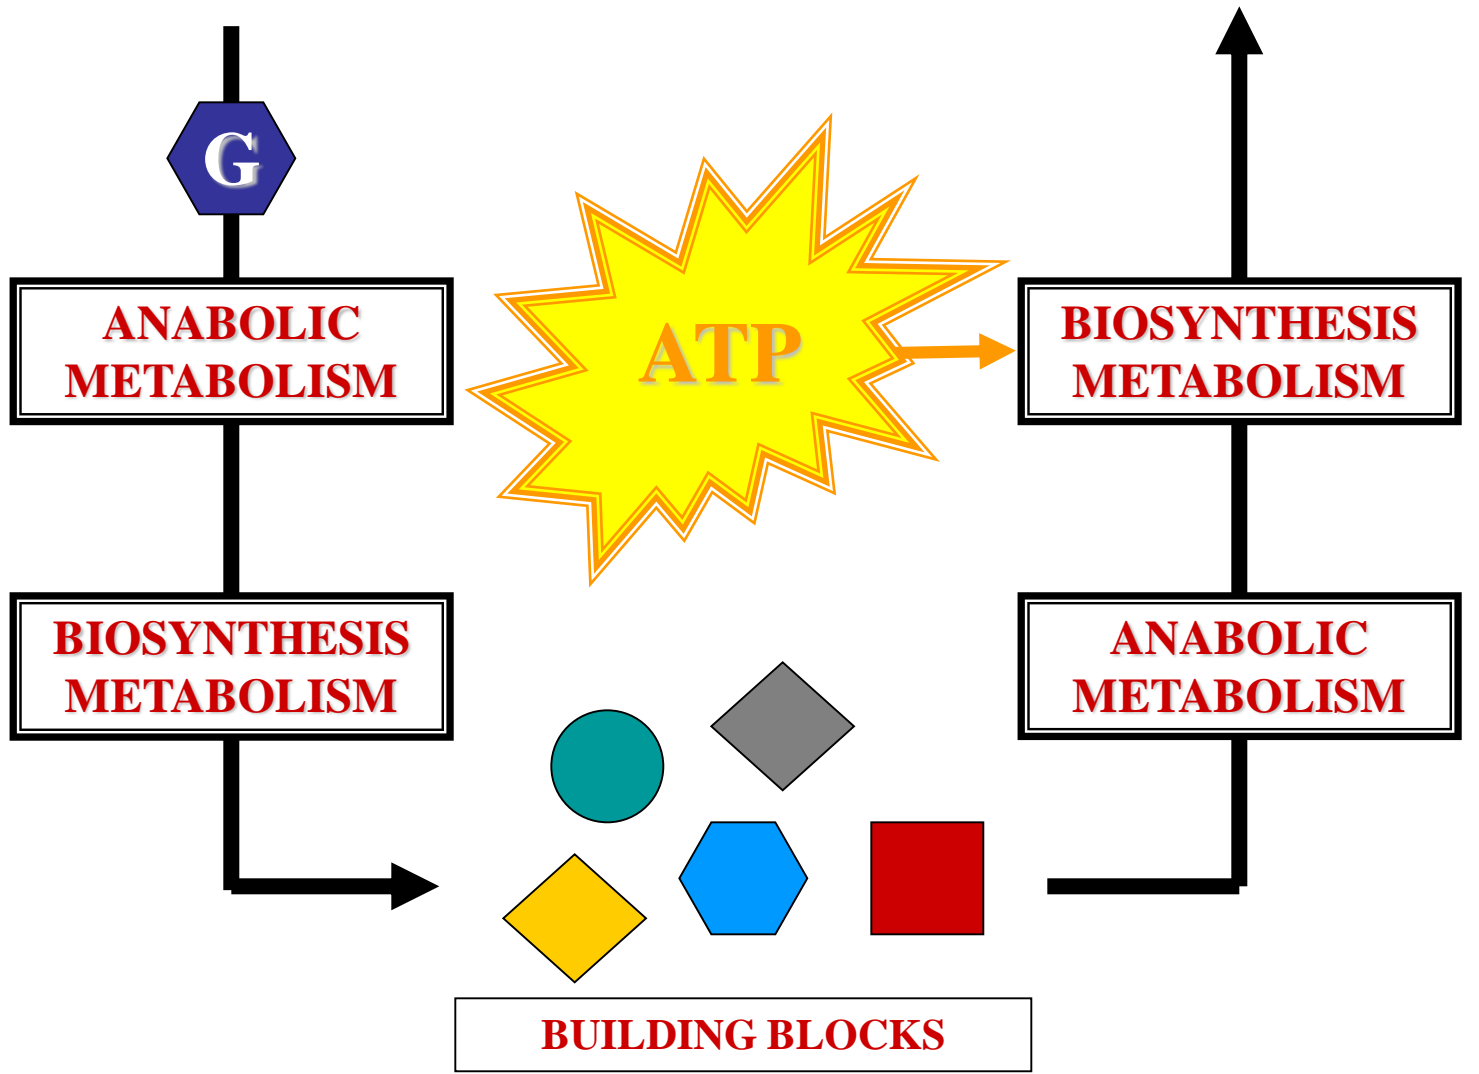 G
ANABOLIC
METABOLISM
ATP
BIOSYNTHESIS
METABOLISM
BIOSYNTHESIS
METABOLISM
ANABOLIC
METABOLISM
BUILDING BLOCKS